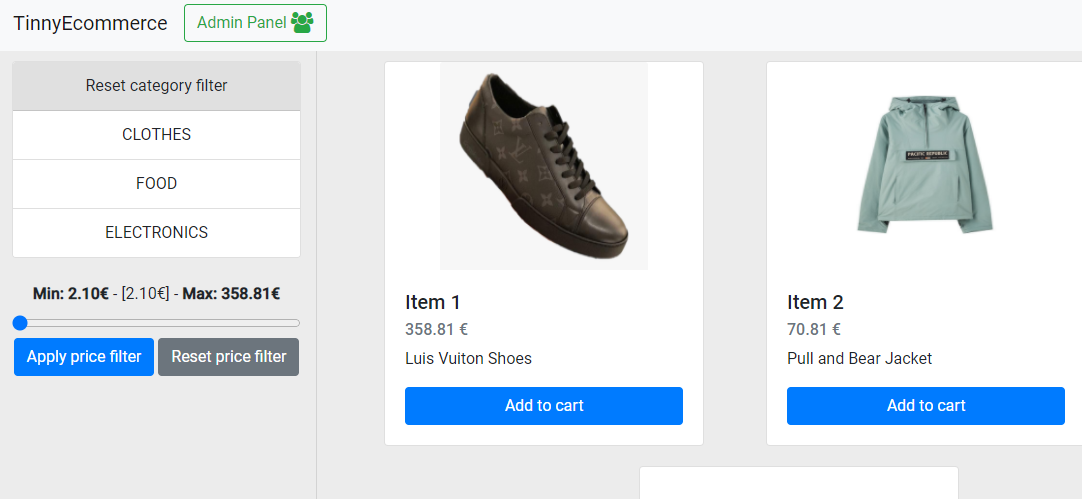 TinnyEcommerce
Admin Panel
Reset category filter
CLOTHES
FOOD
ELECTRONICS
Min: 2.10€ - [2.10€] - Max: 358.81€
Apply price filter
Reset price filter
Item 1
358.81 €
Luis Vuiton Shoes
Add to cart
PACIFIC REPUBLIC
Item 2
70.81 €
Pull and Bear Jacket
Add to cart